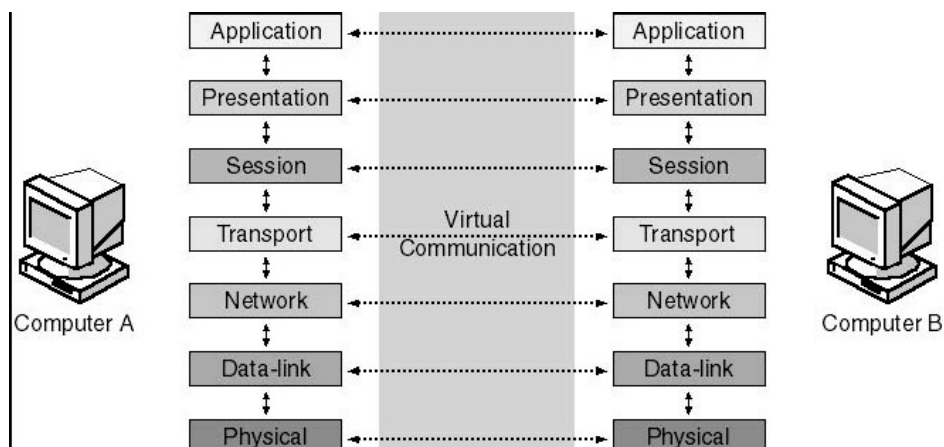 Application
Application
Presentation
Presentation
Session
Session
Virtual
Communication
Transport
Transport
Network
Network
Computer A
Computer B
Data-link
Data-link
Physical
Physical